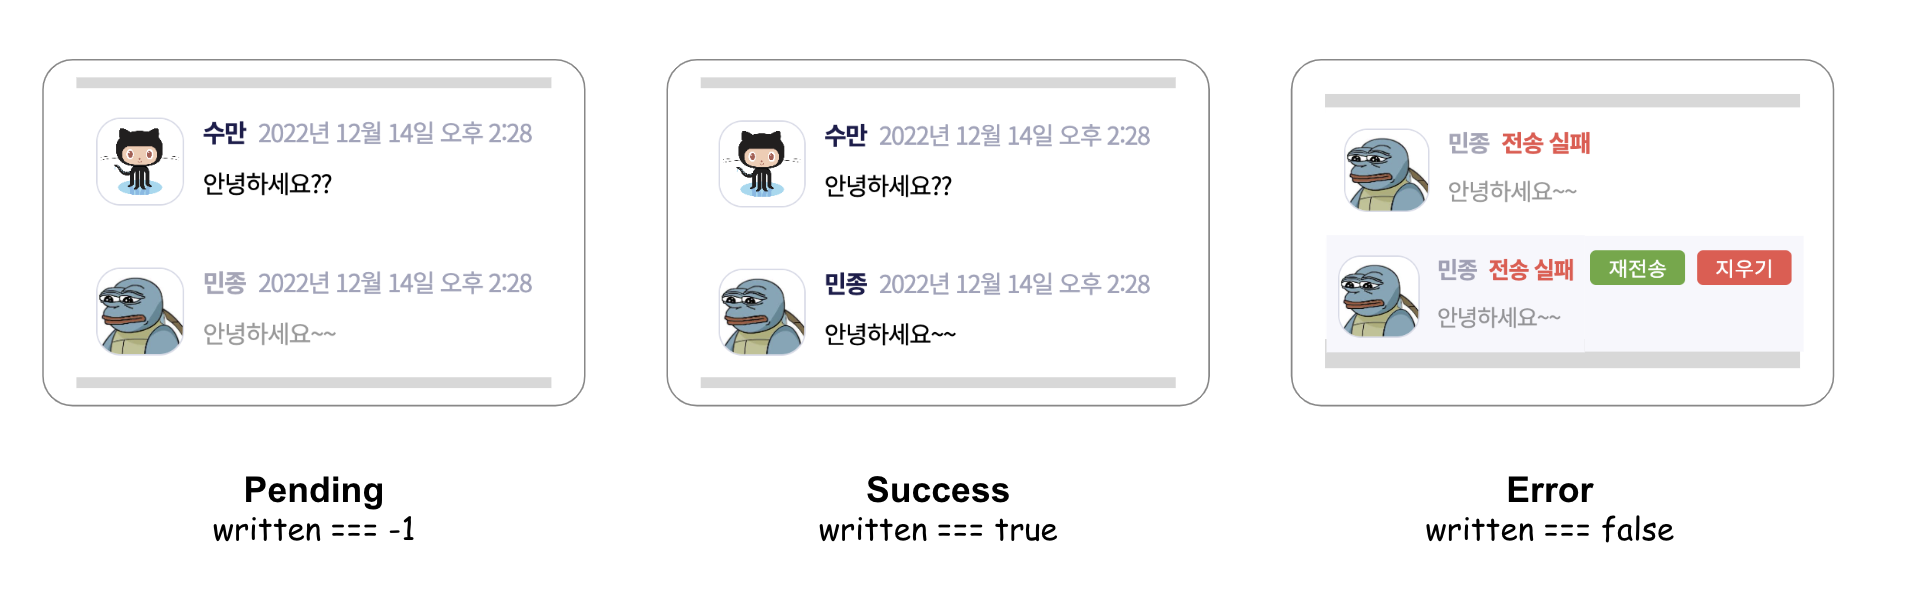 수만 2022년 12월 14일 오후 2:28
안녕하세요??
민종 2022년 12월 14일 오후 2:28
안녕하세요~~
Pending
written === -1
수만 2022년 12월 14일 오후 2:28
안녕하세요??
민종 2022년 12월 14일 오후 2:28
안녕하세요~~
Success
written === true
민종 전송 실패
안녕하세요~~
민종 전송 실패 재전송 지우기
안녕하세요~~
Error
written === false